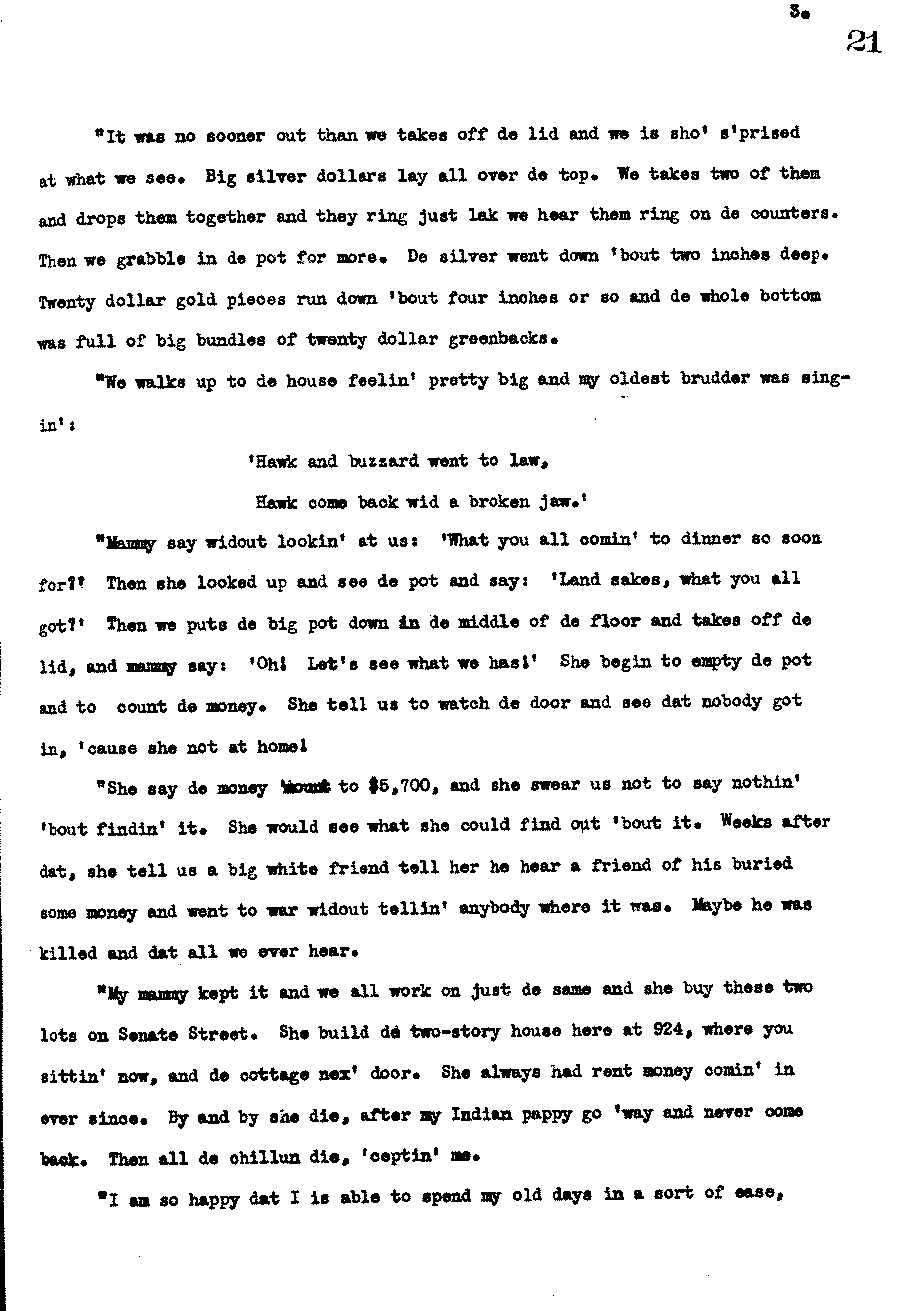 3.
21
"It was no sooner out than we takes off de lid and we is sho' s'prised
at what we see. Big silver dollars lay all over de top. We takes two of them
and drops them together and they ring just lak we hear them ring on de counters.
Then we grabble in de pot for more. De silver went down 'bout two inches deep.
Twenty dollar gold pieces run down 'bout four inches or so and de whole bottom
was full of big bundles of twenty dollar greenbacks.
"We walks up to de house feelin' pretty big and my oldest brudder was sing-
in':
'Hawk and buzzard went to law,
Hawk come back wid a broken jaw.'
"Mammy say widout lookin' at us: 'What you all comin' to dinner so soon
for?' Then she looked up and see de pot and say: 'Land sakes, what you all
got?' Then we puts de big pot down in de middle of de floor and takes off de
lid, and mammy say: 'Oh! Let's see what we has!' She begin to empty de pot
and to count de money. She tell us to watch de door and see dat nobody got
in, 'cause she not at home!
"She say de money 'mount to $5,700, and she swear us not to say nothin'
'bout findin' it. She would see what she could find out 'bout it. Weeks after
dat, she tell us a big white friend tell her he hear a friend of his buried
some money and went to war widout tellin' anybody where it was. Maybe he was
killed and dat all we ever hear.
"My mammy kept it and we all work on just de same and she buy these two
lots on Senate Street. She build de two-story house here at 924, where you
sittin' now, and de cottage nex' door. She always had rent money comin' in
ever since. By and by she die, after my Indian pappy go 'way and never come
back. Then all de chillun die, 'ceptin' me.
"I am so happy dat I is able to spend my old days in a sort of ease,